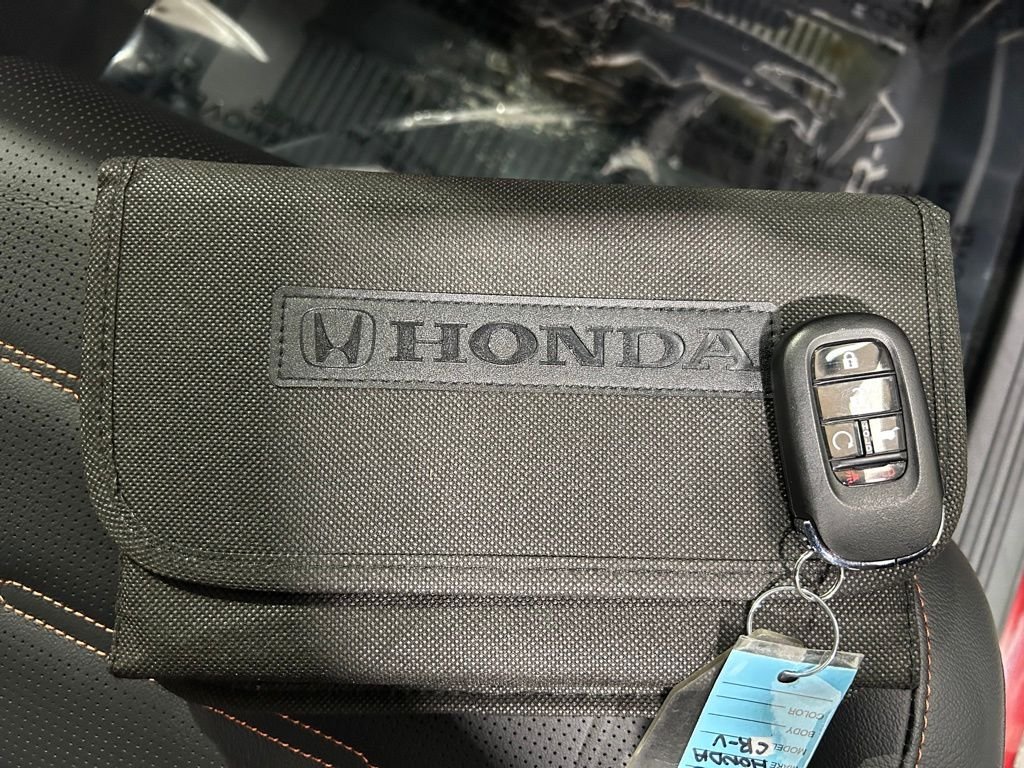 HONDA
R-V
MAKE HONDA
MODEL CR-V
BODY
COLOR